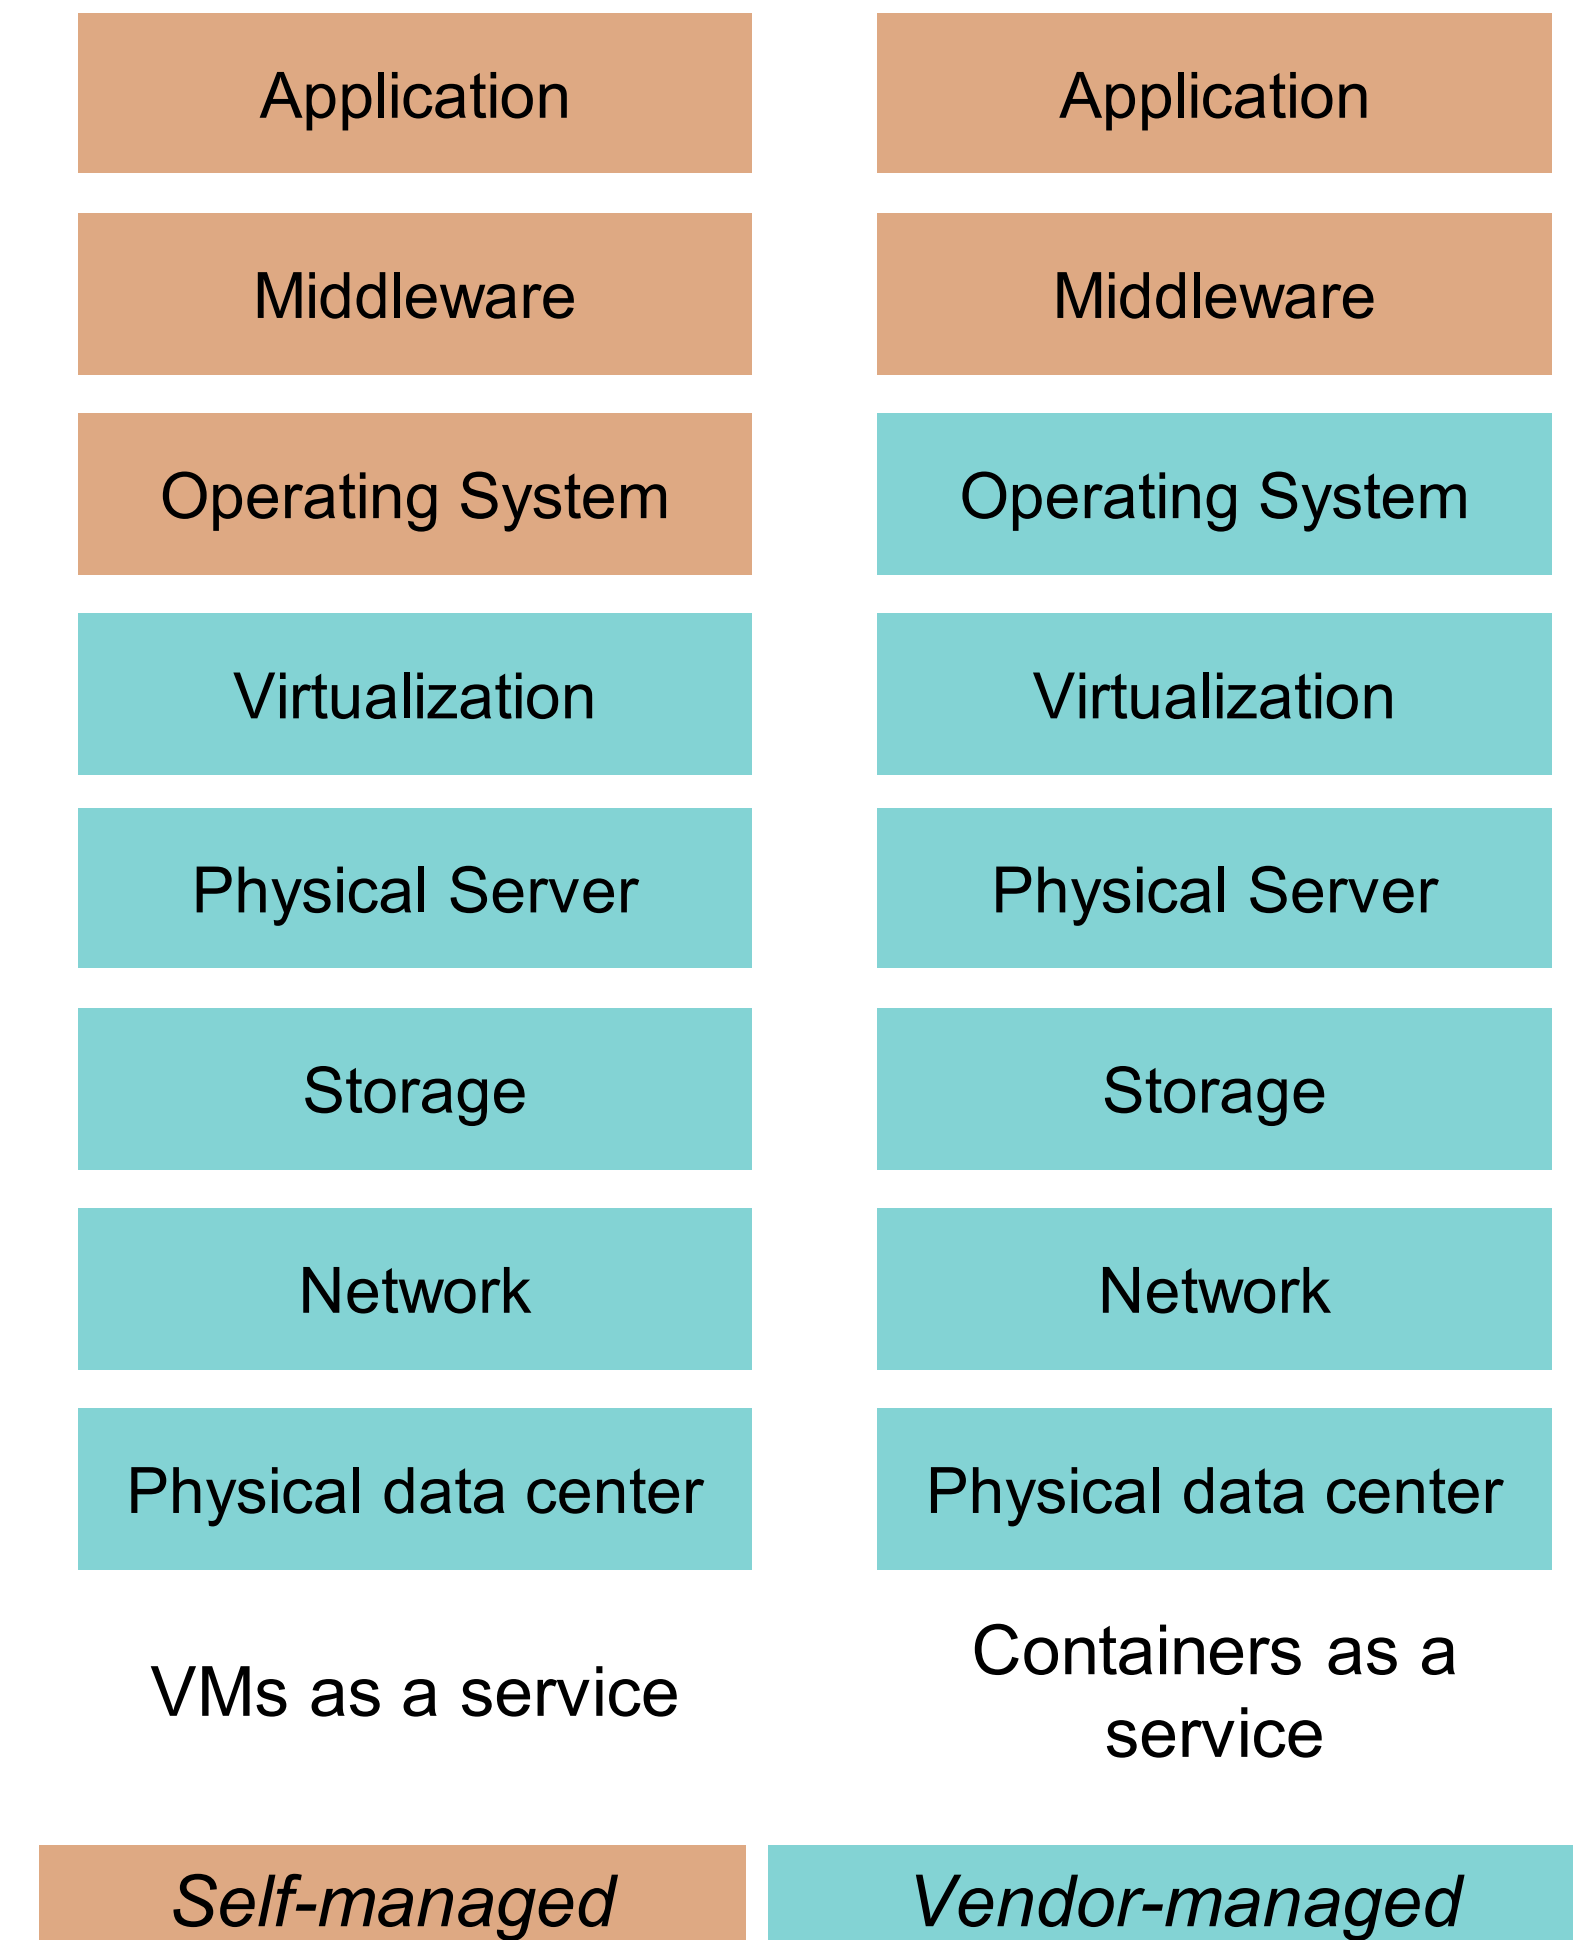 Application
Application
Middleware
Middleware
Operating System
Operating System
Virtualization
Virtualization
Physical Server
Physical Server
Storage
Storage
Network
Network
Physical data center
Physical data center
VMs as a service
Containers as a
service
Self-managed
Vendor-managed